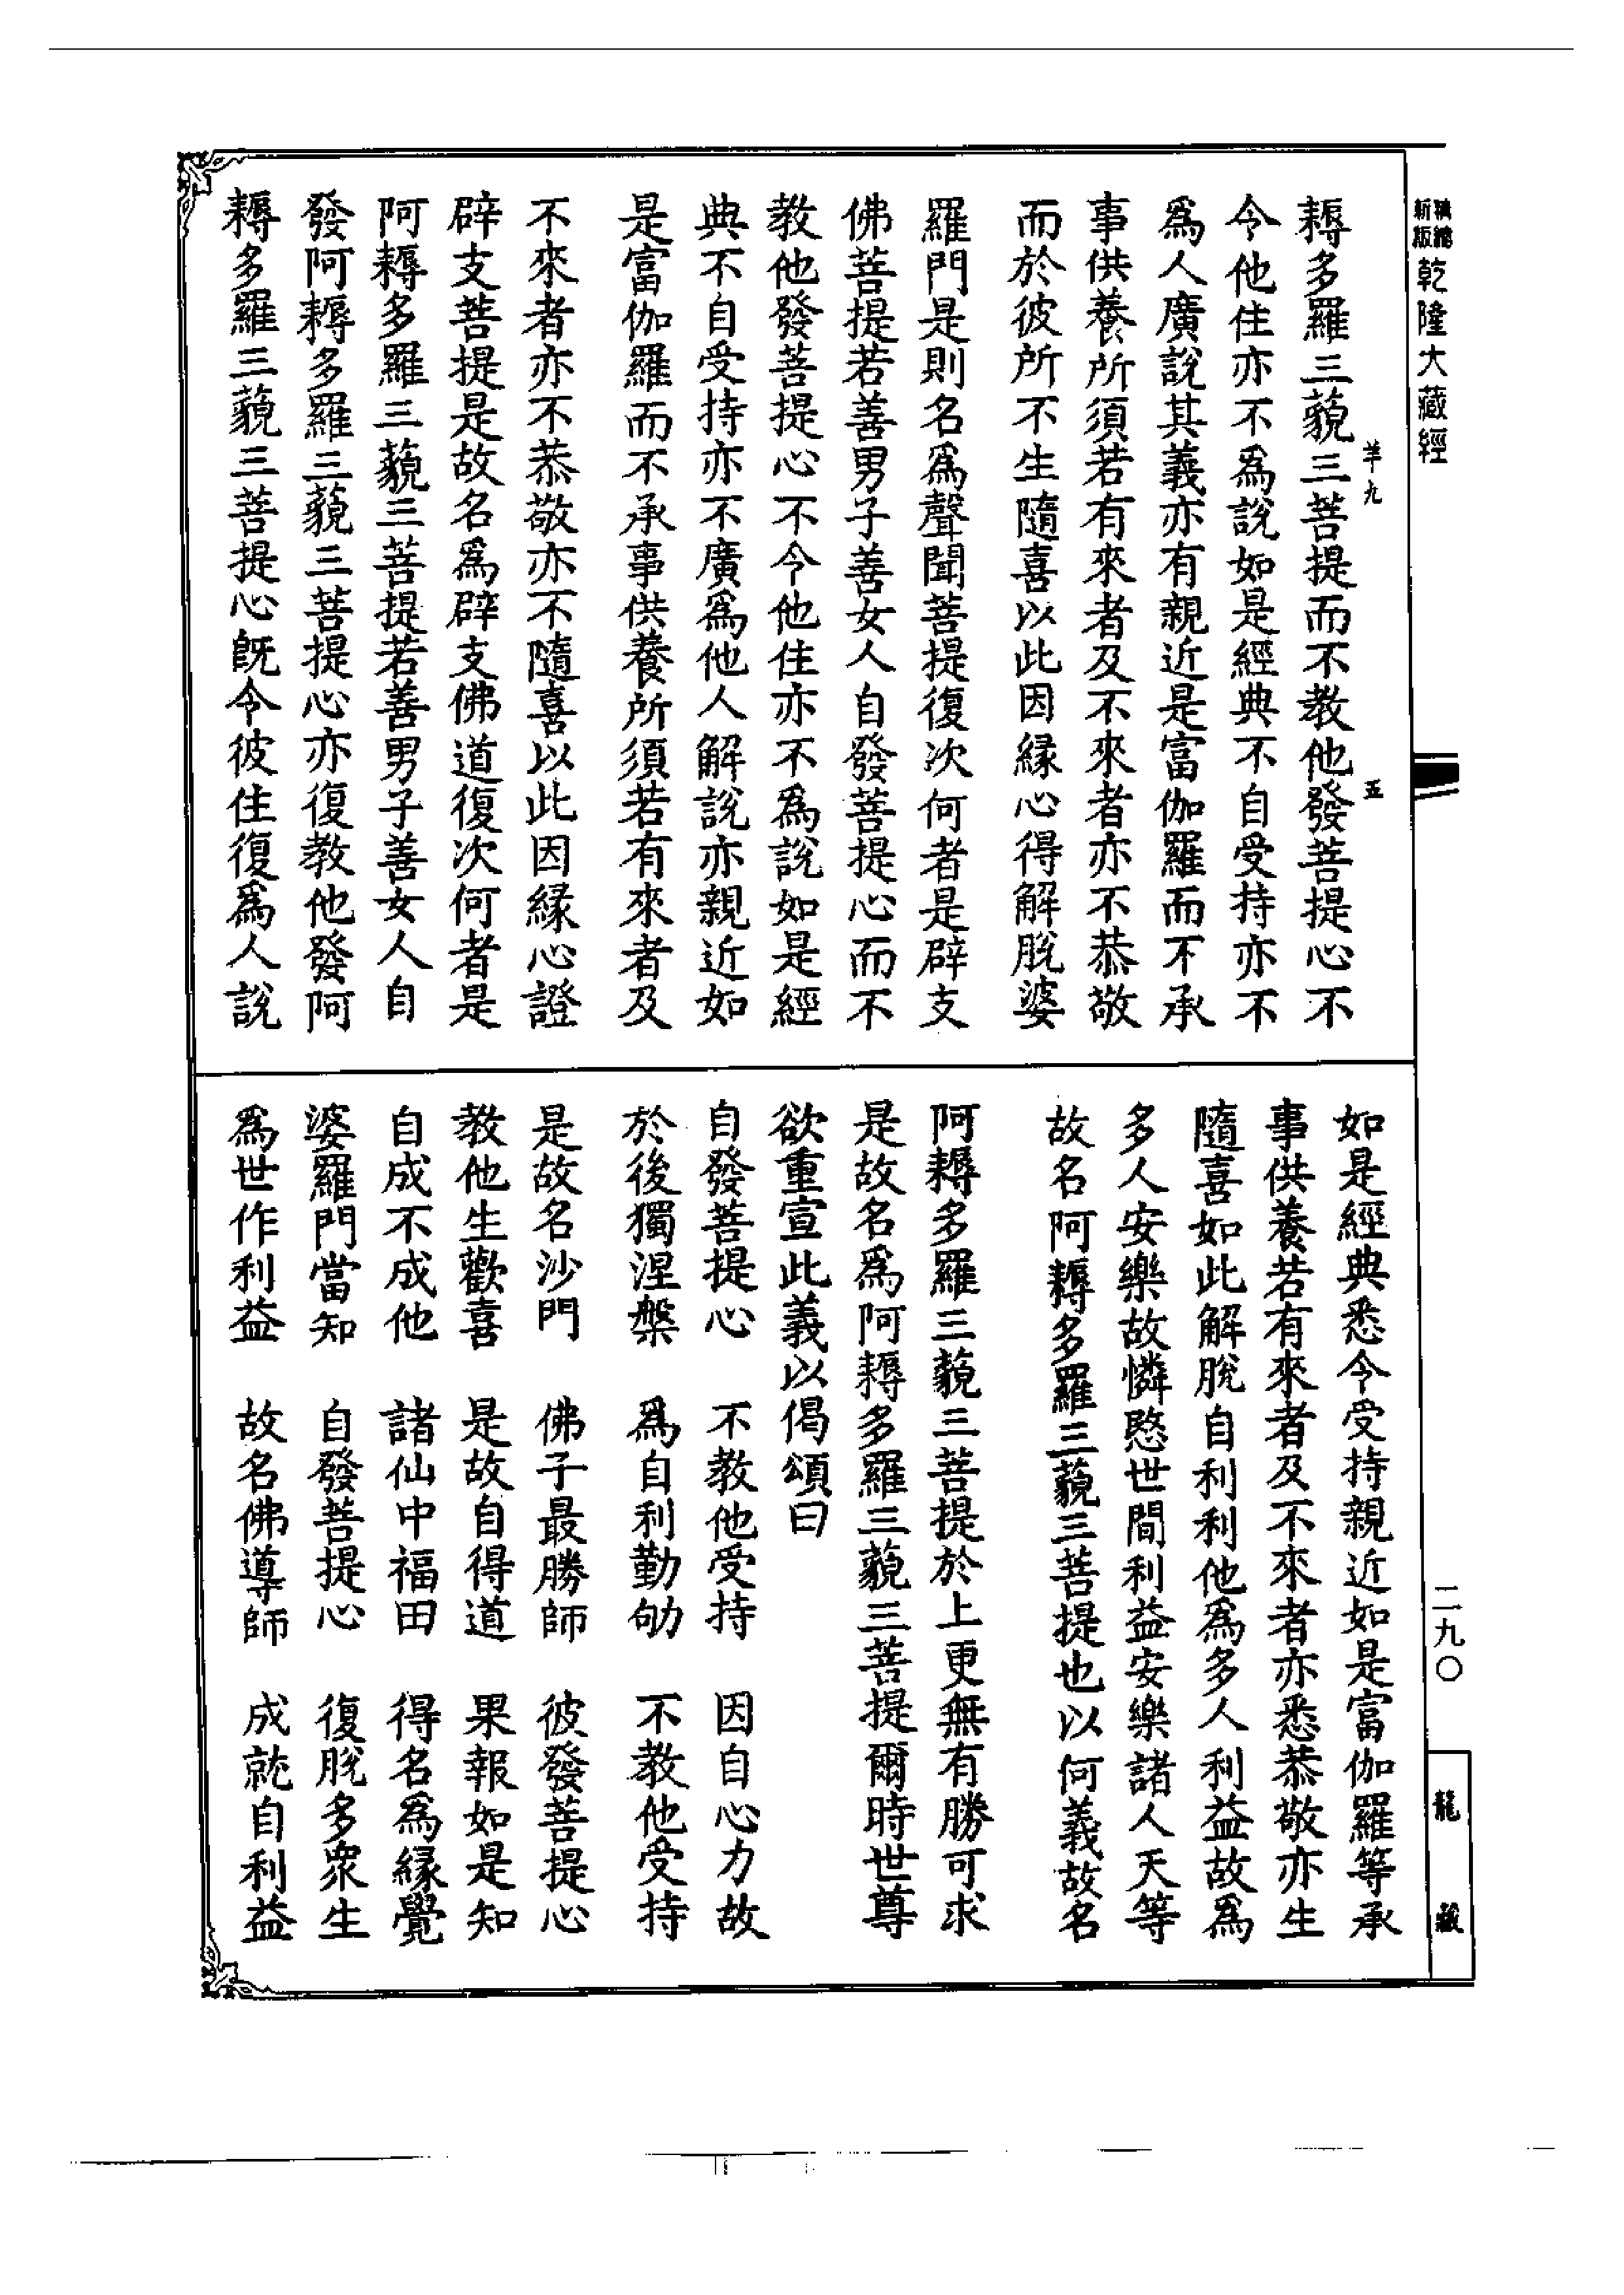 精縮
新版
乾隆大藏經
羊九
五
耨多羅三藐三菩提而不教他發菩提心不
令他住亦不為說如是經典不自受持亦不
為人廣說其義亦有親近是富伽羅而不承
事供養所須若有來者及不來者亦不恭敬
而於彼所不生隨喜以此因緣心得解脫婆
羅門是則名為聲聞菩提復次何者是辟支
佛菩提若善男子善女人自發菩提心而不
教他發菩提心不令他住亦不為說如是經
典不自受持亦不廣為他人解說亦親近如
是富伽羅而不承事供養所須若有來者及
不來者亦不恭敬亦不隨喜以此因緣心證
辟支菩提是故名為辟支佛道復次何者是
阿耨多羅三藐三菩提若善男子善女人自
發阿耨多羅三藐三菩提心亦復教他發阿
耨多羅三藐三菩提心既令彼住復為人說
如是經典悉令受持親近如是富伽羅等承
事供養若有來者及不來者亦悉恭敬亦生
隨喜如此解脫自利利他為多人利益故為
多人安樂故憐愍世間利益安樂諸人天等
故名阿耨多羅三藐三菩提也以何義故名
阿耨多羅三藐三菩提於上更無有勝可求
是故名為阿耨多羅三藐三菩提爾時世尊
欲重宣此義以偈頌曰
自發菩提心　不教他受持　因自心力故
於後獨涅槃　為自利勤劬　不教他受持
是故名沙門　佛子最勝師　彼發菩提心
教他生歡喜　是故自得道　果報如是知
自成不成他　諸仙中福田　得名為緣覺
婆羅門當知　自發菩提心　復脫多眾生
為世作利益　故名佛導師　成就自利益
二九〇
龍藏